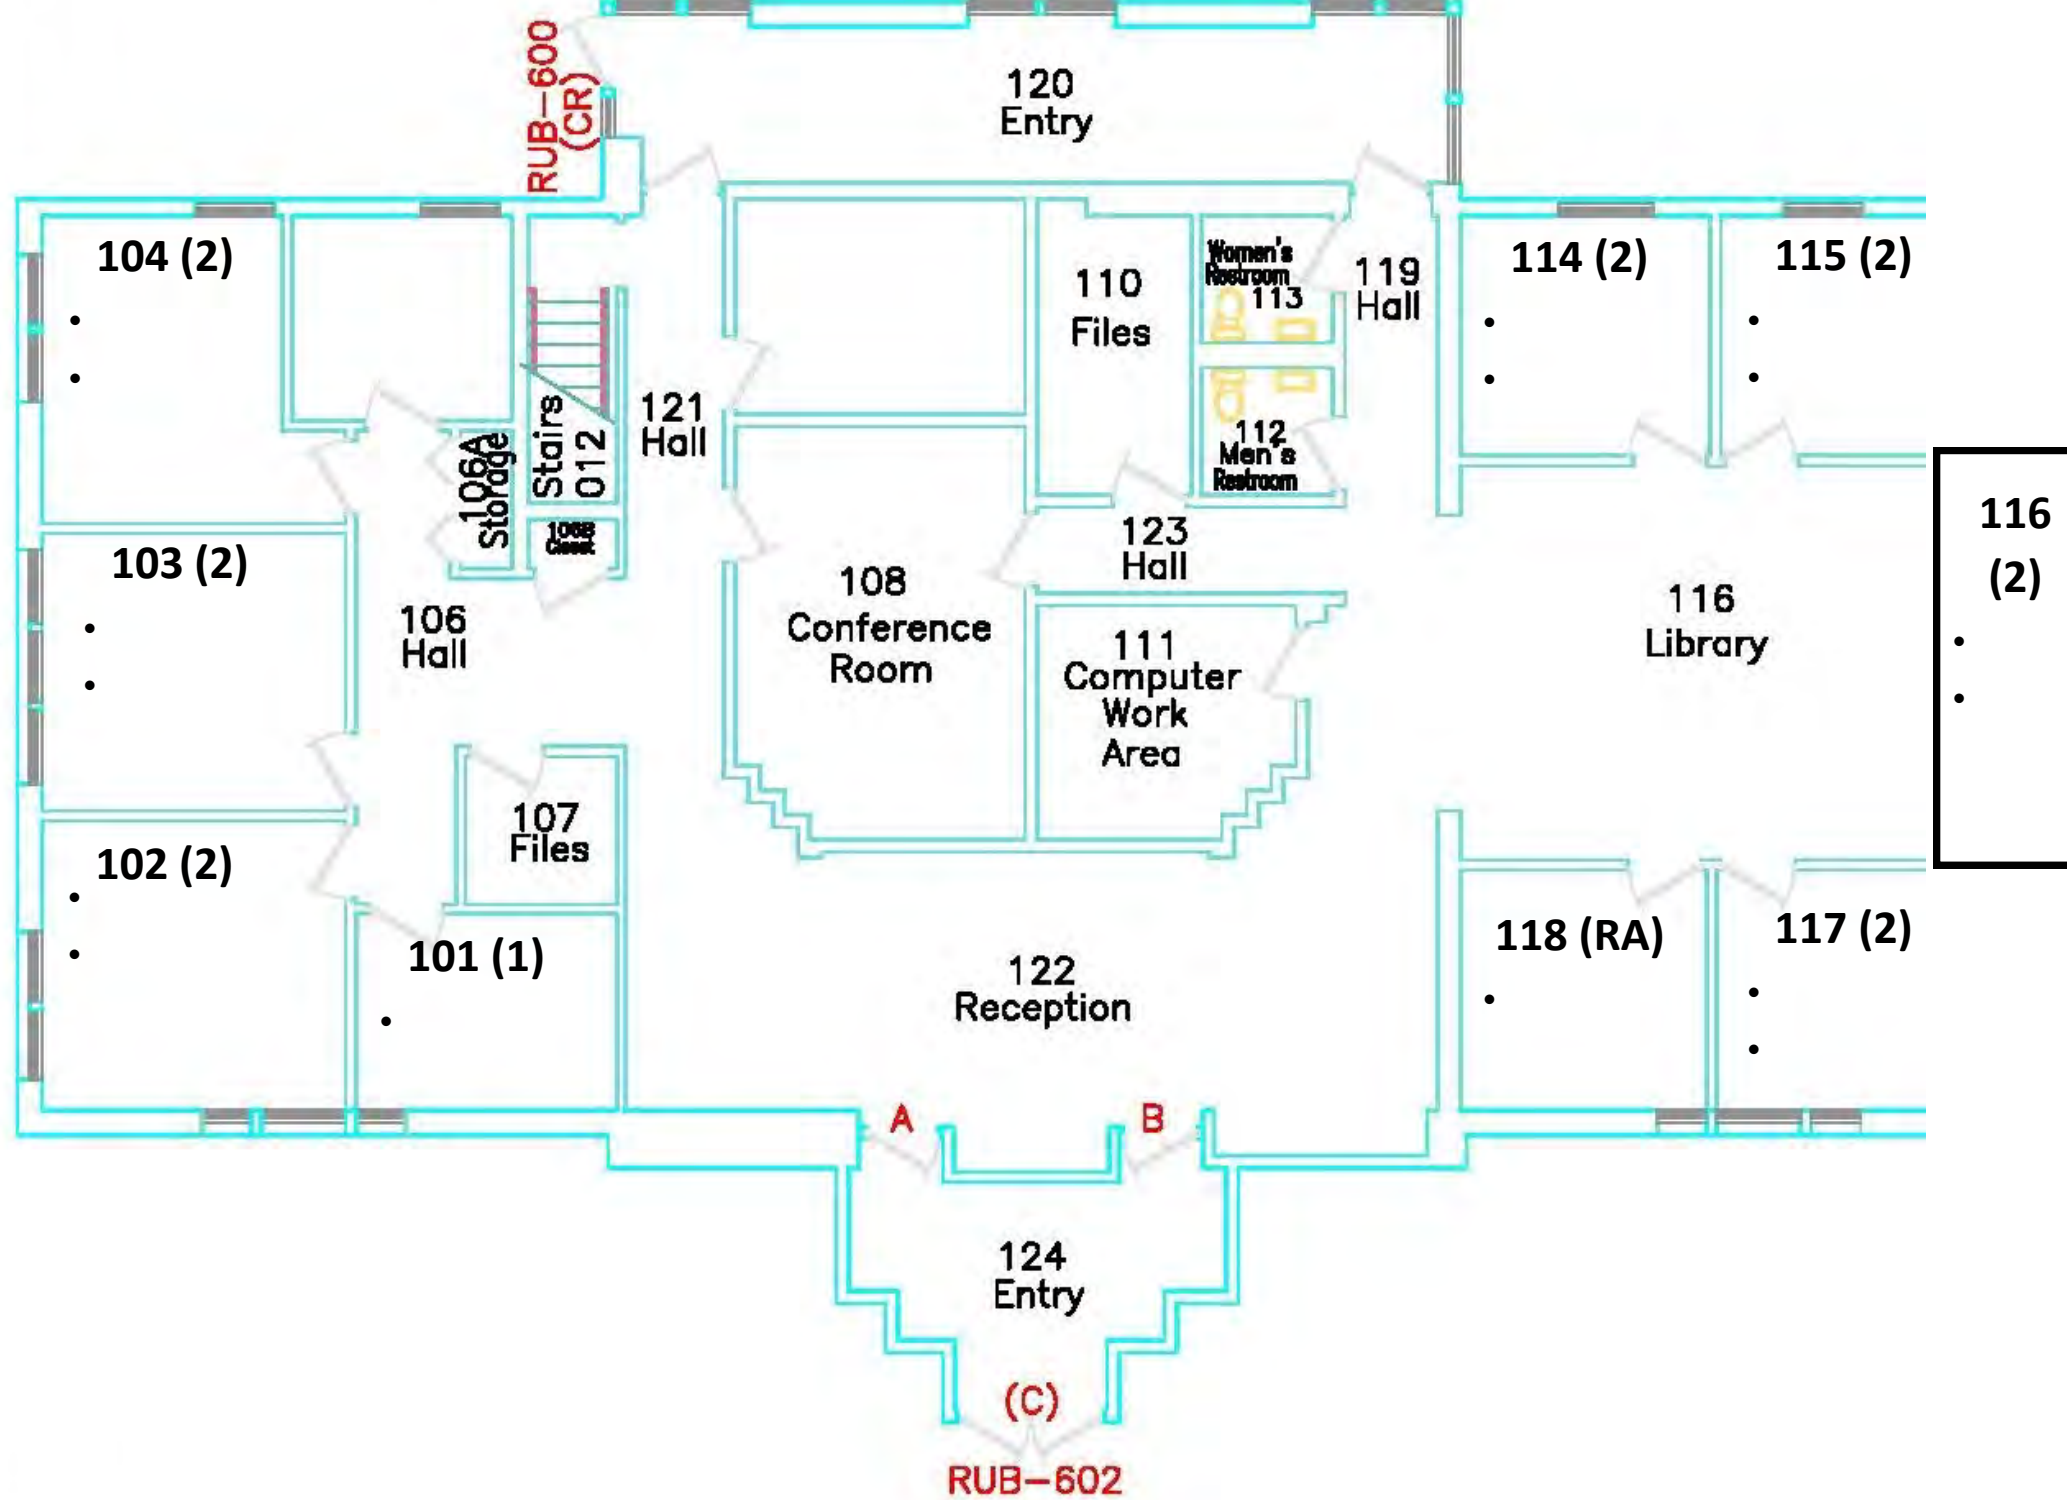 RUB-600
(CR)
120
Entry
104 (2)
•
•
110
Files
Women's
Restroom
113
119
Hall
114 (2)
•
•
115 (2)
•
•
121
Hall
Stairs
012
106A
Storage
106B
Closet
112
Men's
Restroom
123
Hall
103 (2)
•
•
106
Hall
108
Conference
Room
111
Computer
Work
Area
116
Library
116
(2)
•
•
107
Files
102 (2)
•
•
101 (1)
•
122
Reception
118 (RA)
•
117 (2)
•
•
A
B
124
Entry
(C)
RUB-602